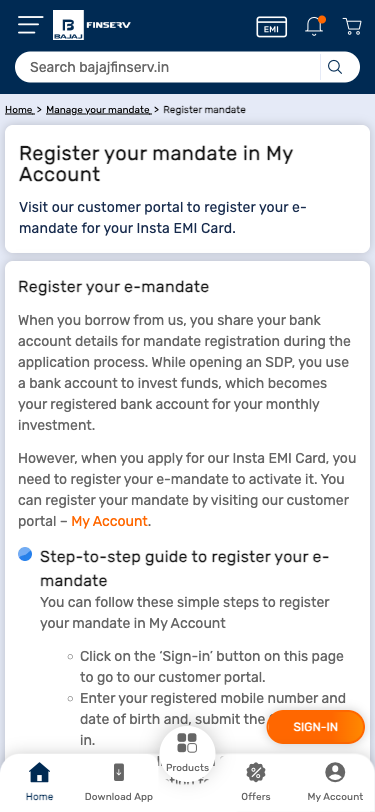 B
BAJAJ
FINSERV
EMI
Search bajajfinserv.in
Home > Manage your mandate > Register mandate
Register your mandate in My
Account
Visit our customer portal to register your e-
mandate for your Insta EMI Card.
Register your e-mandate
When you borrow from us, you share your bank
account details for mandate registration during the
application process. While opening an SDP, you use
a bank account to invest funds, which becomes
your registered bank account for your monthly
investment.
However, when you apply for our Insta EMI Card, you
need to register your e-mandate to activate it. You
can register your mandate by visiting our customer
portal – My Account.
Step-to-step guide to register your e-
mandate
You can follow these simple steps to register
your mandate in My Account
Click on the ‘Sign-in’ button on this page
to go to our customer portal.
Enter your registered mobile number and
date of birth and, submit the
in.
SIGN-IN
Home
Download App
Products
Offers
My Account